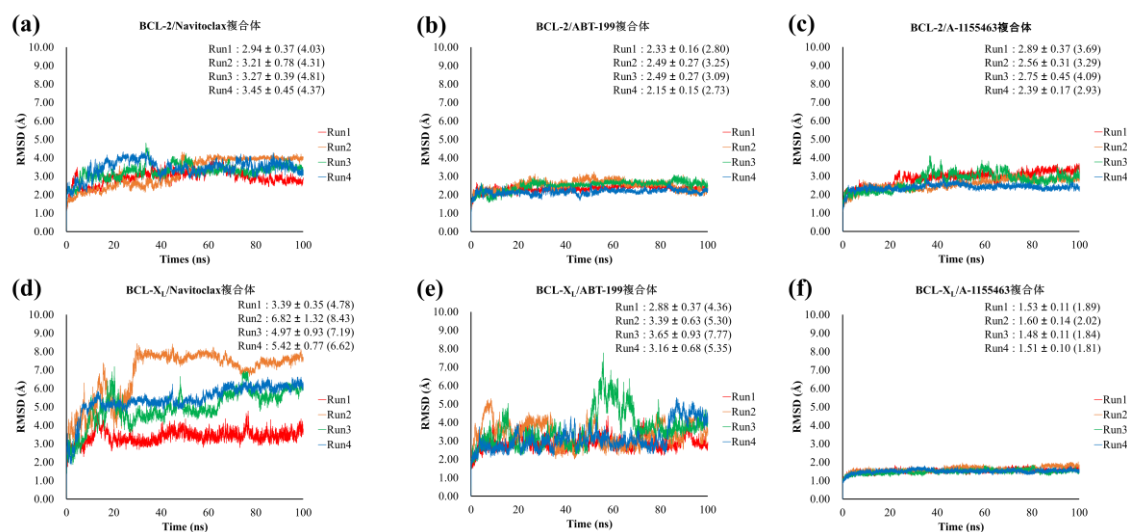 (a)
BCL-2/Navitoclax複合体
Run1 : 2.94 ± 0.37 (4.03)
Run2 : 3.21 ± 0.78 (4.31)
Run3 : 3.27 ± 0.39 (4.81)
Run4 : 3.45 ± 0.45 (4.37)
10.00
9.00
8.00
7.00
6.00
5.00
4.00
3.00
2.00
1.00
0.00
RMSD (Å)
0 20 40 60 80 100
Times (ns)
Run1
Run2
Run3
Run4
(b)
BCL-2/ABT-199複合体
Run1 : 2.33 ± 0.16 (2.80)
Run2 : 2.49 ± 0.27 (3.25)
Run3 : 2.49 ± 0.27 (3.09)
Run4 : 2.15 ± 0.15 (2.73)
10.00
9.00
8.00
7.00
6.00
5.00
4.00
3.00
2.00
1.00
0.00
RMSD (Å)
0 20 40 60 80 100
Time (ns)
Run1
Run2
Run3
Run4
(c)
BCL-2/A-1155463複合体
Run1 : 2.89 ± 0.37 (3.69)
Run2 : 2.56 ± 0.31 (3.29)
Run3 : 2.75 ± 0.45 (4.09)
Run4 : 2.39 ± 0.17 (2.93)
10.00
9.00
8.00
7.00
6.00
5.00
4.00
3.00
2.00
1.00
0.00
RMSD (Å)
0 20 40 60 80 100
Time (ns)
Run1
Run2
Run3
Run4
(d)
BCL-XL/Navitoclax複合体
Run1 : 3.39 ± 0.35 (4.78)
Run2 : 6.82 ± 1.32 (8.43)
Run3 : 4.97 ± 0.93 (7.19)
Run4 : 5.42 ± 0.77 (6.62)
10.00
9.00
8.00
7.00
6.00
5.00
4.00
3.00
2.00
1.00
0.00
RMSD (Å)
0 20 40 60 80 100
Time (ns)
Run1
Run2
Run3
Run4
(e)
BCL-XL/ABT-199複合体
Run1 : 2.88 ± 0.37 (4.36)
Run2 : 3.39 ± 0.63 (5.30)
Run3 : 3.65 ± 0.93 (7.77)
Run4 : 3.16 ± 0.68 (5.35)
10.00
9.00
8.00
7.00
6.00
5.00
4.00
3.00
2.00
1.00
0.00
RMSD (Å)
0 20 40 60 80 100
Time (ns)
Run1
Run2
Run3
Run4
(f)
BCL-XL/A-1155463複合体
Run1 : 1.53 ± 0.11 (1.89)
Run2 : 1.60 ± 0.14 (2.02)
Run3 : 1.48 ± 0.11 (1.84)
Run4 : 1.51 ± 0.10 (1.81)
10.00
9.00
8.00
7.00
6.00
5.00
4.00
3.00
2.00
1.00
0.00
RMSD (Å)
0 20 40 60 80 100
Time (ns)
Run1
Run2
Run3
Run4